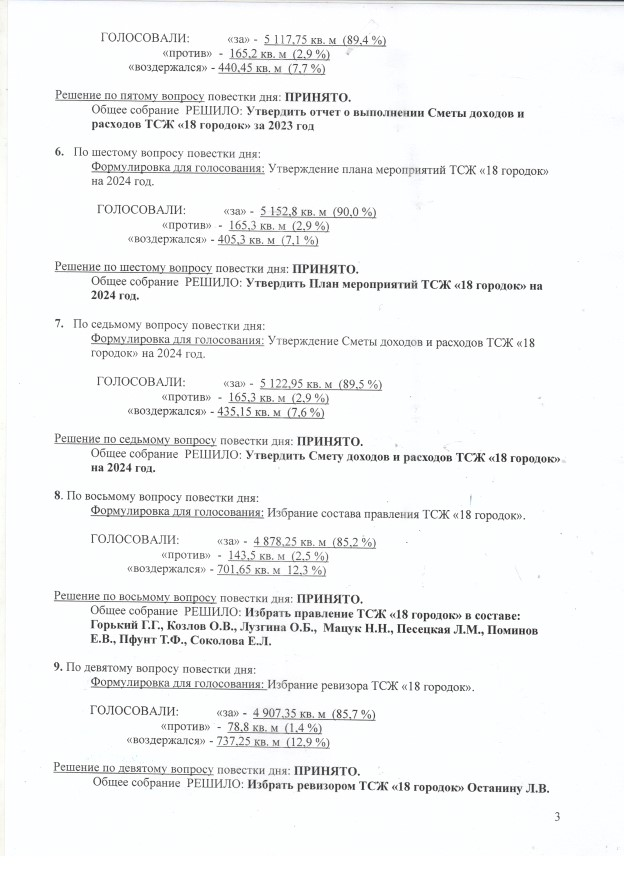 ГОЛОСОВАЛИ: «за» - 5 117,75 кв. м (89,4 %)
«против» - 165,2 кв. м (2,9 %)
«воздержался» - 440,45 кв. м (7,7 %)
Решение по пятому вопросу повестки дня: ПРИНЯТО.
Общее собрание РЕШИЛО: Утвердить отчет о выполнении Сметы доходов и
расходов ТСЖ «18 городок» за 2023 год
6. По шестому вопросу повестки дня:
Формулировка для голосования: Утверждение плана мероприятий ТСЖ «18 городок»
на 2024 год.
ГОЛОСОВАЛИ: «за» - 5 152,8 кв. м (90,0 %)
«против» - 165,3 кв. м (2,9 %)
«воздержался» - 405,3 кв. м (7,1 %)
Решение по шестому вопросу повестки дня: ПРИНЯТО.
Общее собрание РЕШИЛО: Утвердить План мероприятий ТСЖ «18 городок» на
2024 год.
7. По седьмому вопросу повестки дня:
Формулировка для голосования: Утверждение Сметы доходов и расходов ТСЖ «18
городок» на 2024 год.
ГОЛОСОВАЛИ: «за» - 5 122,95 кв. м (89,5 %)
«против» - 165,3 кв. м (2,9 %)
«воздержался» - 435,15 кв. м (7,6 %)
Решение по седьмому вопросу повестки дня: ПРИНЯТО.
Общее собрание РЕШИЛО: Утвердить Смету доходов и расходов ТСЖ «18 городок»
на 2024 год.
8. По восьмому вопросу повестки дня:
Формулировка для голосования: Избрание состава правления ТСЖ «18 городок».
ГОЛОСОВАЛИ: «за» - 4 878,25 кв. м (85,2 %)
«против» - 143,5 кв. м (2,5 %)
«воздержался» - 701,65 кв. м 12,3 %)
Решение по восьмому вопросу повестки дня: ПРИНЯТО.
Общее собрание РЕШИЛО: Избрать правление ТСЖ «18 городок» в составе:
Горький Г.Г., Козлов О.В., Лузгина О.Б., Мацук Н.Н., Песецкая Л.М., Поминов
Е.В., Пфунт Т.Ф., Соколова Е.Л.
9. По девятому вопросу повестки дня:
Формулировка для голосования: Избрание ревизора ТСЖ «18 городок».
ГОЛОСОВАЛИ: «за» - 4 907,35 кв. м (85,7 %)
«против» - 78,8 кв. м (1,4 %)
«воздержался» - 737,25 кв. м (12,9 %)
Решение по девятому вопросу повестки дня: ПРИНЯТО.
Общее собрание РЕШИЛО: Избрать ревизором ТСЖ «18 городок» Останину Л.В.
3